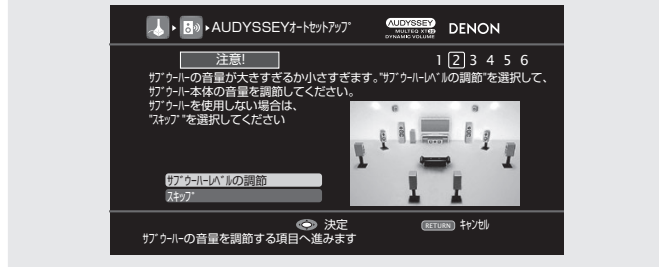 AUDYSSEYｵｰﾄｾｯﾄｱｯﾌﾟ
AUDYSSEY
MULTEQ XT32
DYNAMIC VOLUME
DENON
注意!
1 2 3 4 5 6
ｻﾌﾞｳｰﾊｰの音量が大きすぎるか小さすぎます。"ｻﾌﾞｳｰﾊｰﾚﾍﾞﾙの調節"を選択して、
ｻﾌﾞｳｰﾊｰ本体の音量を調節してください。
ｻﾌﾞｳｰﾊｰを使用しない場合は、
"ｽｷｯﾌﾟ"を選択してください
ｻﾌﾞｳｰﾊｰﾚﾍﾞﾙの調節
ｽｷｯﾌﾟ
決定
RETURN ｷｬﾝｾﾙ
ｻﾌﾞｳｰﾊｰの音量を調節する項目へ進みます